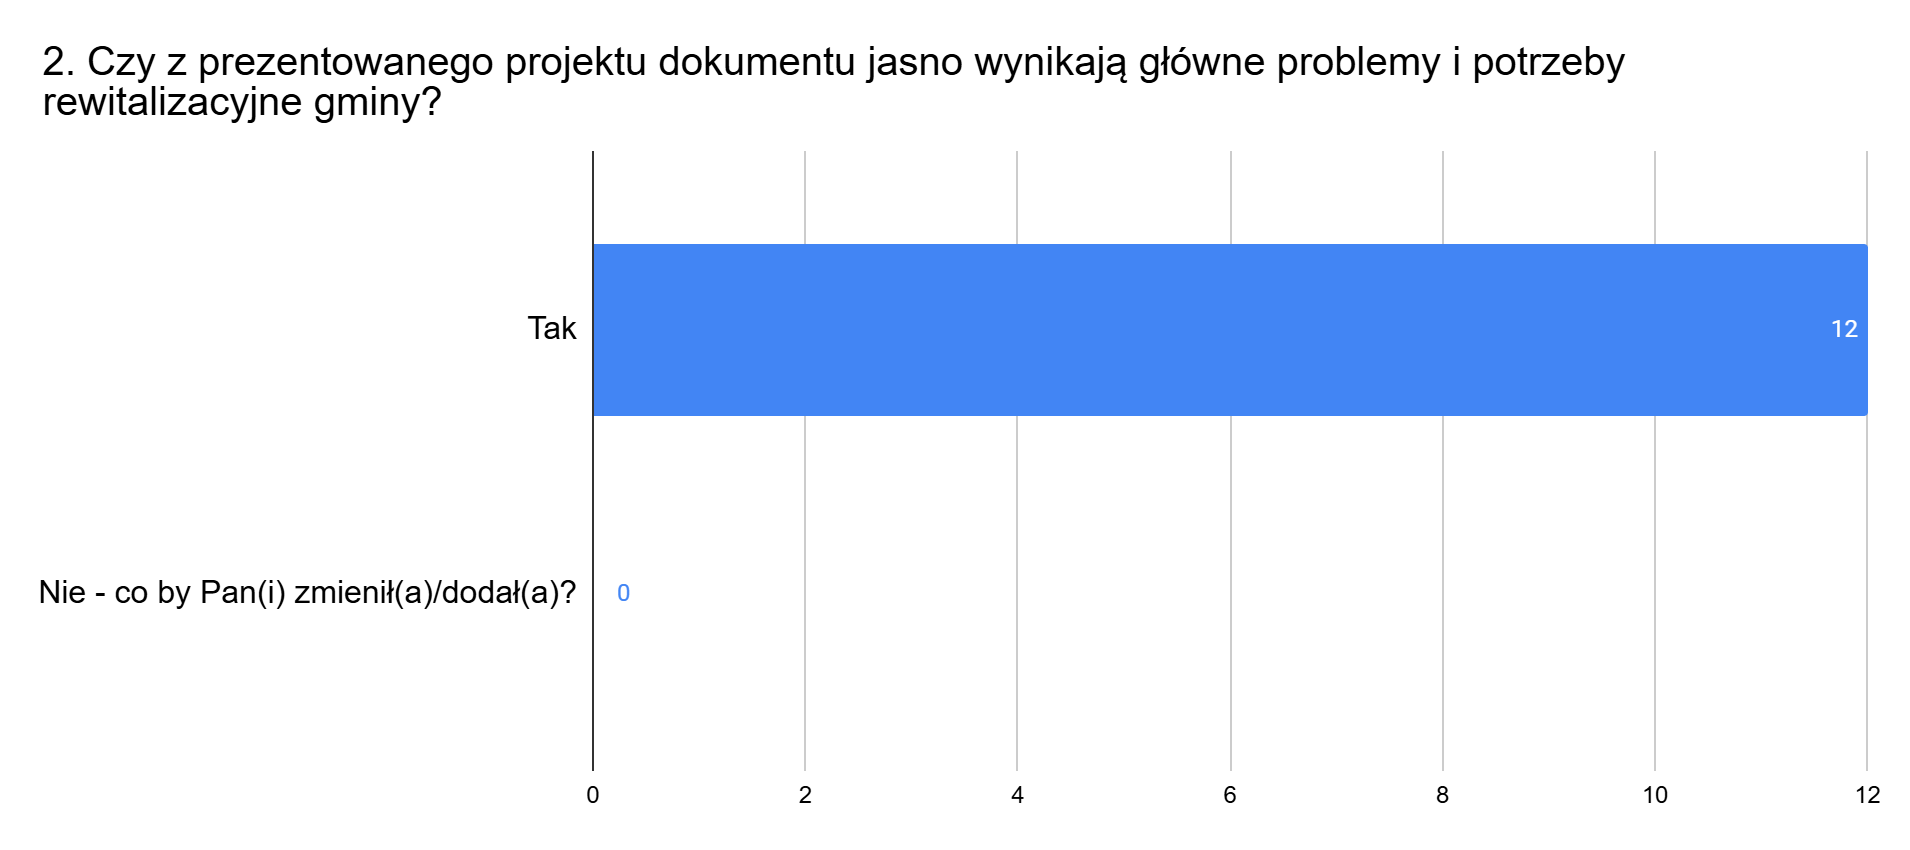 2. Czy z prezentowanego projektu dokumentu jasno wynikają główne problemy i potrzeby
rewitalizacyjne gminy?
Tak
12
Nie - co by Pan(i) zmienił(a)/dodał(a)?
0
0 2 4 6 8 10 12